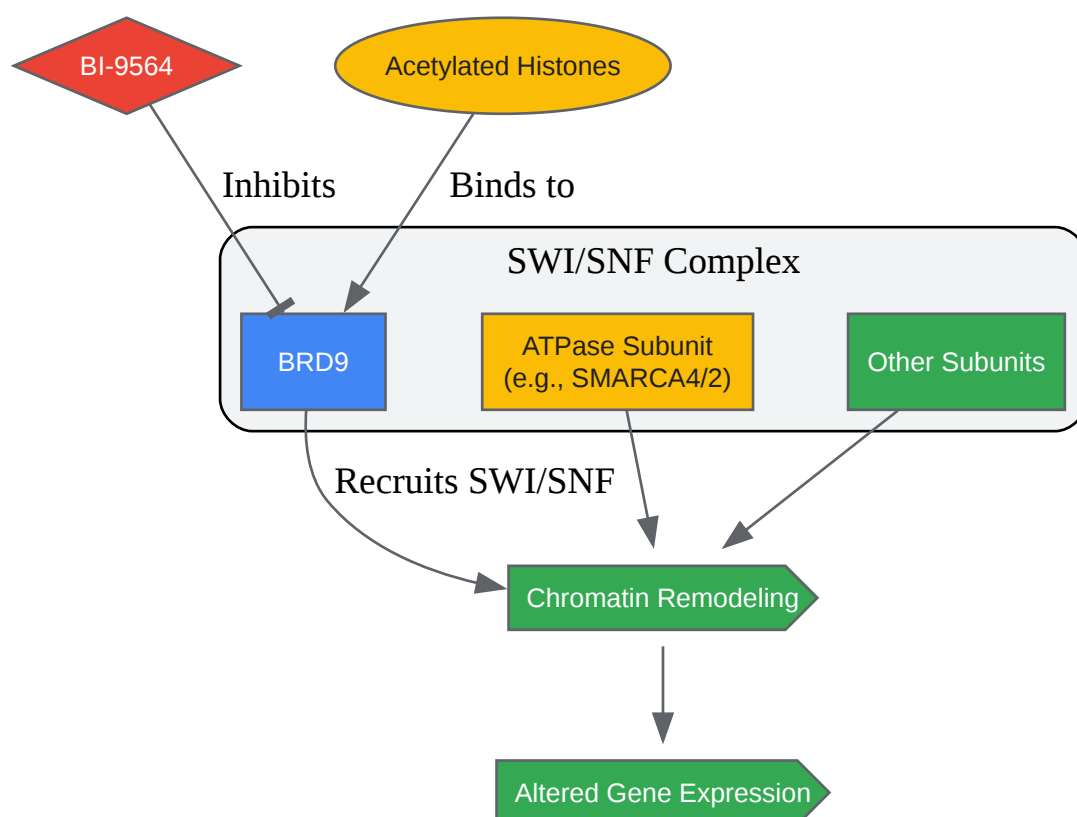 BI-9564
Acetylated Histones
Inhibits
Binds to
SWI/SNF Complex
BRD9
ATPase Subunit
(e.g., SMARCA4/2)
Other Subunits
Recruits SWI/SNF
Chromatin Remodeling
Altered Gene Expression